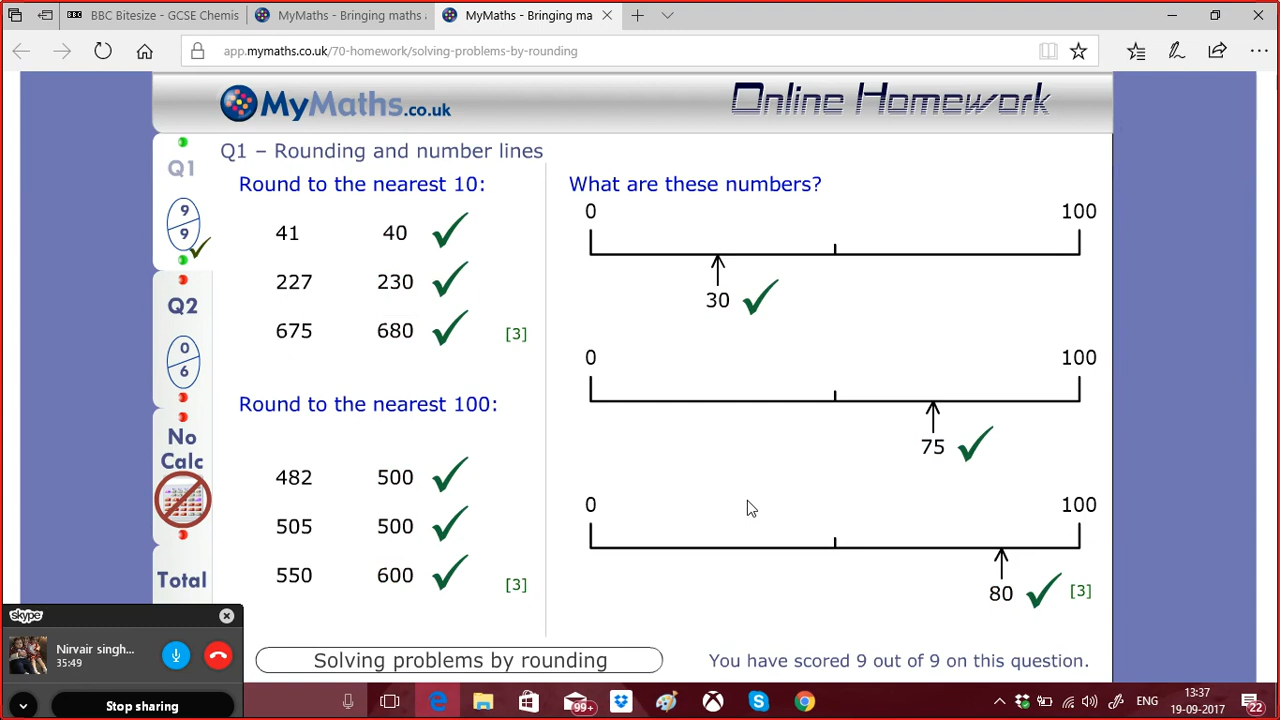 BBC BBC Bitesize - GCSE Chemis
MyMaths - Bringing maths a
MyMaths - Bringing ma
app.mymaths.co.uk/70-homework/solving-problems-by-rounding
MyMaths.co.uk
Online Homework
Q1 – Rounding and number lines
Q1
9
9
Q2
0
6
No
Calc
Total
Round to the nearest 10:
41 40
227 230
675 680 [3]
Round to the nearest 100:
482 500
505 500
550 600 [3]
What are these numbers?
0 100
30
0 100
75
0 100
80 [3]
Solving problems by rounding
You have scored 9 out of 9 on this question.
skype
Nirvair singh...
35:49
Stop sharing
99+
ENG
13:37
19-09-2017
22